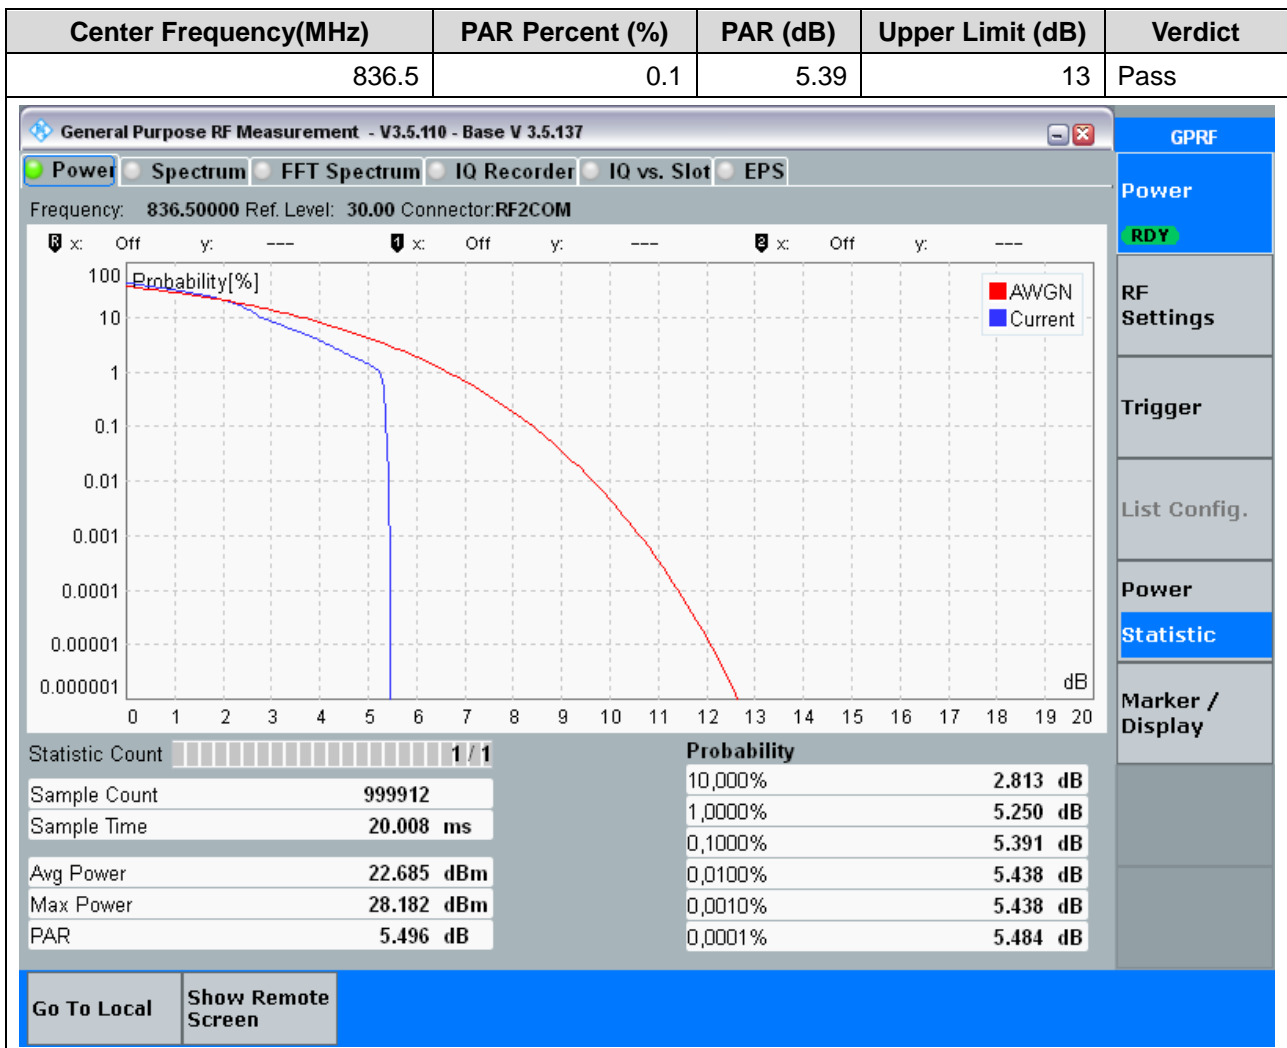 Center Frequency(MHz) PAR Percent (%) PAR (dB) Upper Limit (dB) Verdict
836.5 0.1 5.39 13 Pass
General Purpose RF Measurement - V3.5.110 - Base V 3.5.137
GPRF
Power Spectrum FFT Spectrum IQ Recorder IQ vs. Slot EPS
Frequency: 836.50000 Ref. Level: 30.00 Connector:RF2COM
R x: Off y: --- 1 x: Off y: --- 2 x: Off y: ---
Probability[%]
AWGN
Current
100
10
1
0.1
0.01
0.001
0.0001
0.00001
0.000001
dB
0 1 2 3 4 5 6 7 8 9 10 11 12 13 14 15 16 17 18 19 20
Statistic Count 1 / 1
Sample Count 999912
Sample Time 20.008 ms
Avg Power 22.685 dBm
Max Power 28.182 dBm
PAR 5.496 dB
Probability
10,000% 2.813 dB
1,0000% 5.250 dB
0,1000% 5.391 dB
0,0100% 5.438 dB
0,0010% 5.438 dB
0,0001% 5.484 dB
Power
RDY
RF
Settings
Trigger
List Config.
Power
Statistic
Marker /
Display
Go To Local
Show Remote
Screen